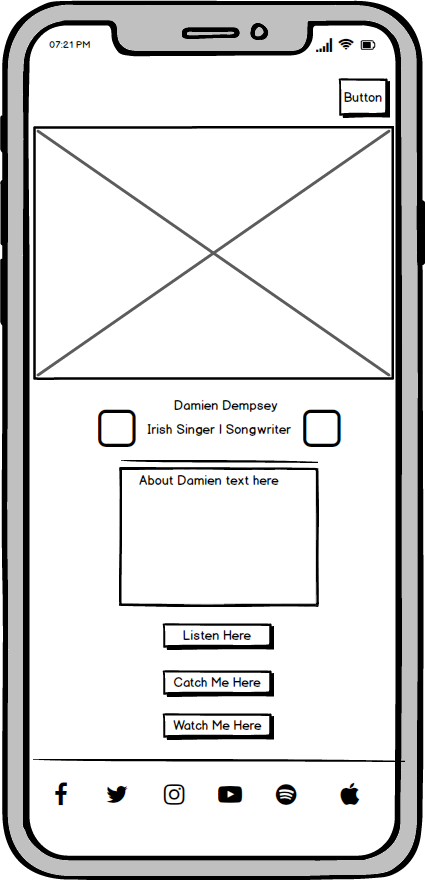 07:21 PM
Button
Damien Dempsey
Irish Singer | Songwriter
About Damien text here
Listen Here
Catch Me Here
Watch Me Here